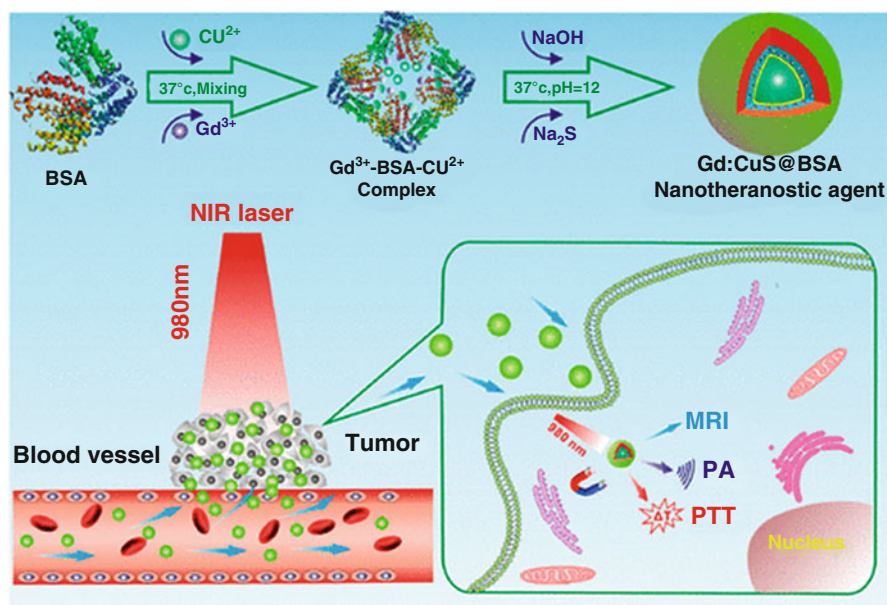 CU²⁺
37°c,Mixing
Gd³⁺
BSA
Gd³⁺-BSA-CU²⁺
Complex
NaOH
37°c,pH=12
Na₂S
Gd:CuS@BSA
Nanotheranostic agent
NIR laser
980nm
Blood vessel
Tumor
980 nm
MRI
PA
ΔT
PTT
Nucleus